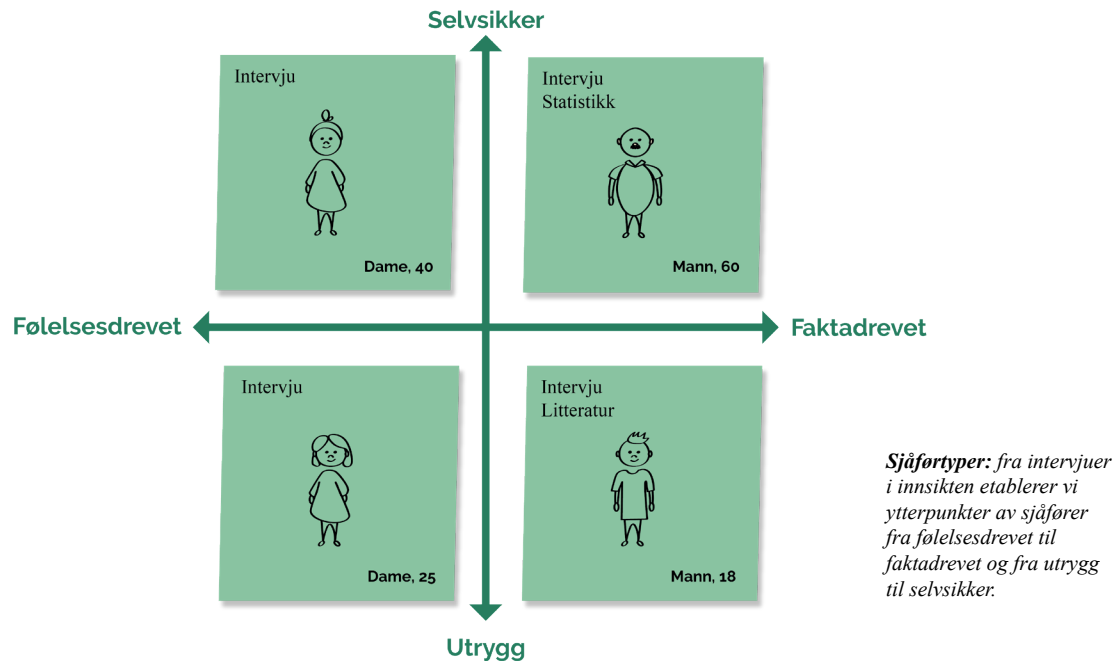 Selvsikker
Intervju
Dame, 40
Intervju
Statistikk
Mann, 60
Følelsesdrevet
Faktadrevet
Intervju
Dame, 25
Intervju
Litteratur
Mann, 18
Utrygg
Sjåførtyper: fra intervjuer
i innsikten etablerer vi
ytterpunkter av sjåfører
fra følelsesdrevet til
faktadrevet og fra utrygg
til selvsikker.